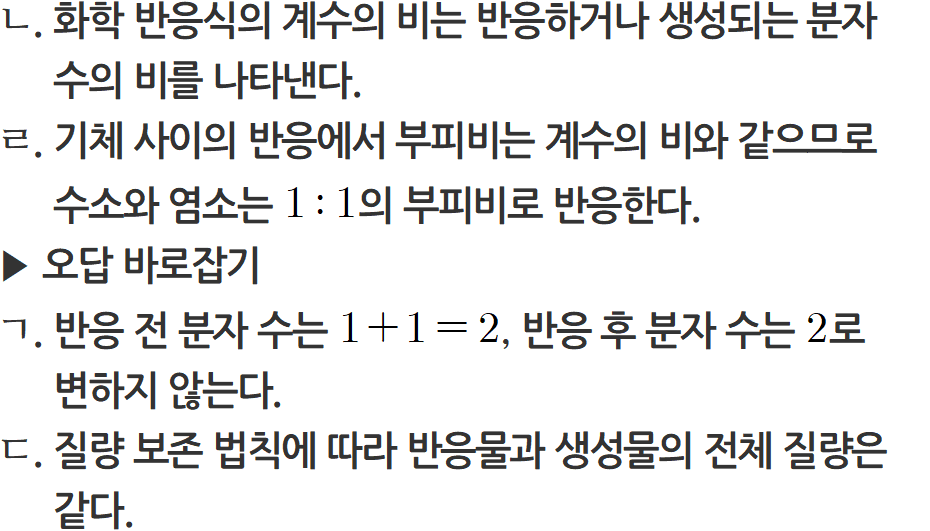 ㄴ. 화학 반응식의 계수의 비는 반응하거나 생성되는 분자
수의 비를 나타낸다.
ㄹ. 기체 사이의 반응에서 부피비는 계수의 비와 같으므로
수소와 염소는 1 : 1의 부피비로 반응한다.
▶ 오답 바로잡기
ㄱ. 반응 전 분자 수는 1+1=2, 반응 후 분자 수는 2로
변하지 않는다.
ㄷ. 질량 보존 법칙에 따라 반응물과 생성물의 전체 질량은
같다.